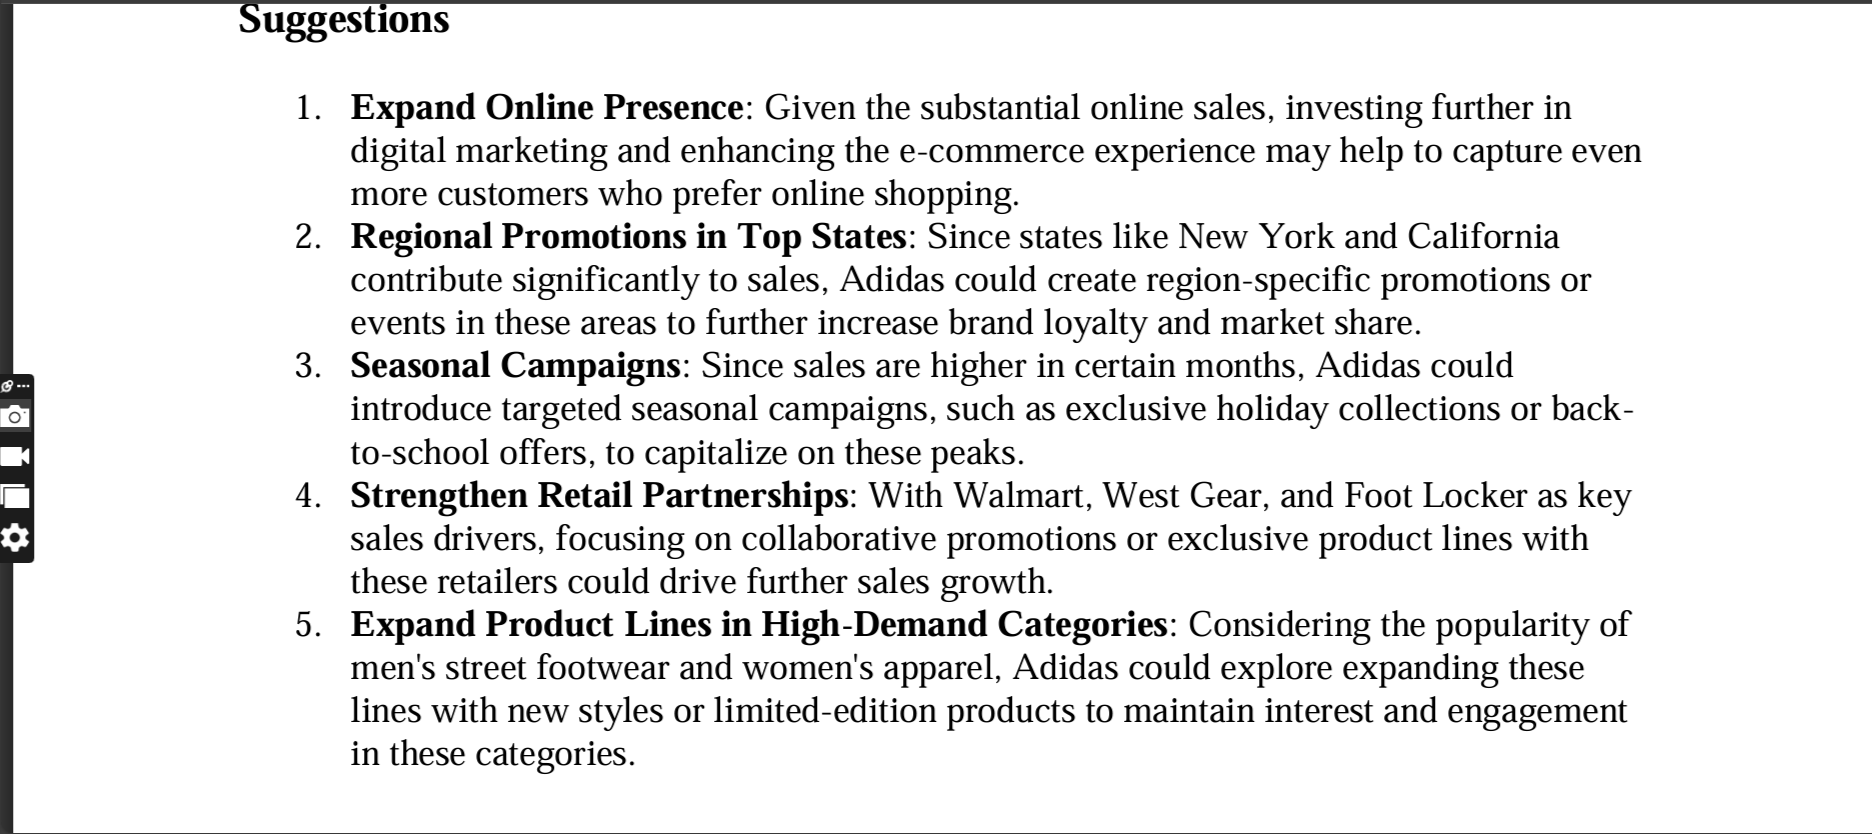 Suggestions
1. Expand Online Presence: Given the substantial online sales, investing further in
digital marketing and enhancing the e-commerce experience may help to capture even
more customers who prefer online shopping.
2. Regional Promotions in Top States: Since states like New York and California
contribute significantly to sales, Adidas could create region-specific promotions or
events in these areas to further increase brand loyalty and market share.
3. Seasonal Campaigns: Since sales are higher in certain months, Adidas could
introduce targeted seasonal campaigns, such as exclusive holiday collections or back-
to-school offers, to capitalize on these peaks.
4. Strengthen Retail Partnerships: With Walmart, West Gear, and Foot Locker as key
sales drivers, focusing on collaborative promotions or exclusive product lines with
these retailers could drive further sales growth.
5. Expand Product Lines in High-Demand Categories: Considering the popularity of
men's street footwear and women's apparel, Adidas could explore expanding these
lines with new styles or limited-edition products to maintain interest and engagement
in these categories.